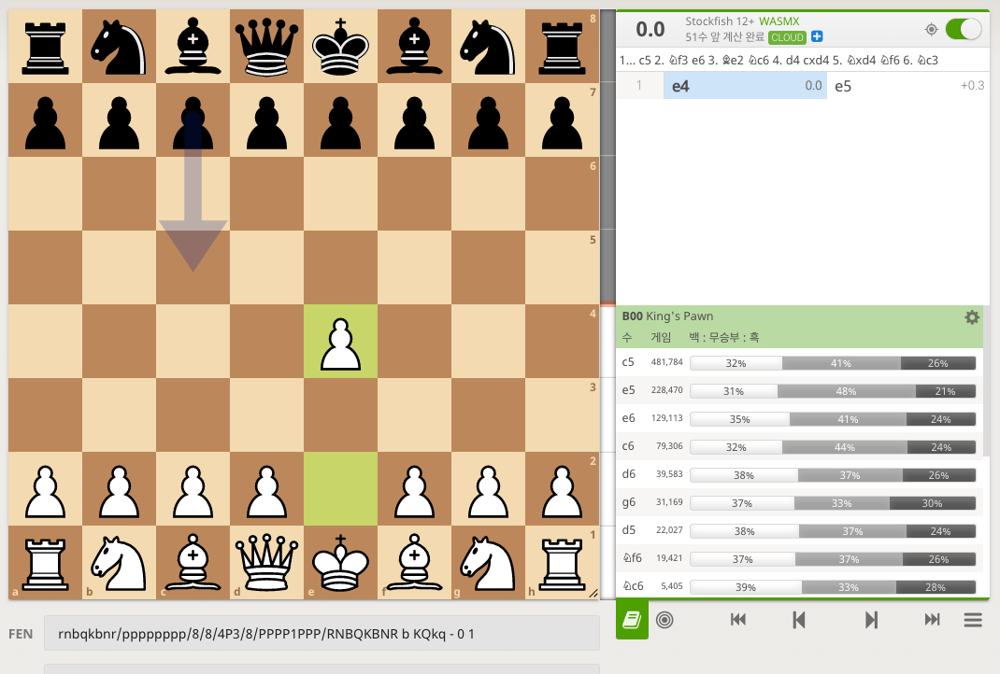 8
7
6
5
4
3
2
1
a b c d e f g h
FEN rnbqkbnr/pppppppp/8/8/4P3/8/PPPP1PPP/RNBQKBNR b KQkq - 0 1
0.0 Stockfish 12+ WASMX
51수 앞 계산 완료 CLOUD
1... c5 2. ♘f3 e6 3. ♗e2 ♘c6 4. d4 cxd4 5. ♘xd4 ♘f6 6. ♘c3
1 e4 0.0 e5 +0.3
B00 King's Pawn
수 게임 백 : 무승부 : 흑
c5 481,784 32% 41% 26%
e5 228,470 31% 48% 21%
e6 129,113 35% 41% 24%
c6 79,306 32% 44% 24%
d6 39,583 38% 37% 26%
g6 31,169 37% 33% 30%
d5 22,027 38% 37% 24%
♘f6 19,421 37% 37% 26%
♘c6 5,405 39% 33% 28%